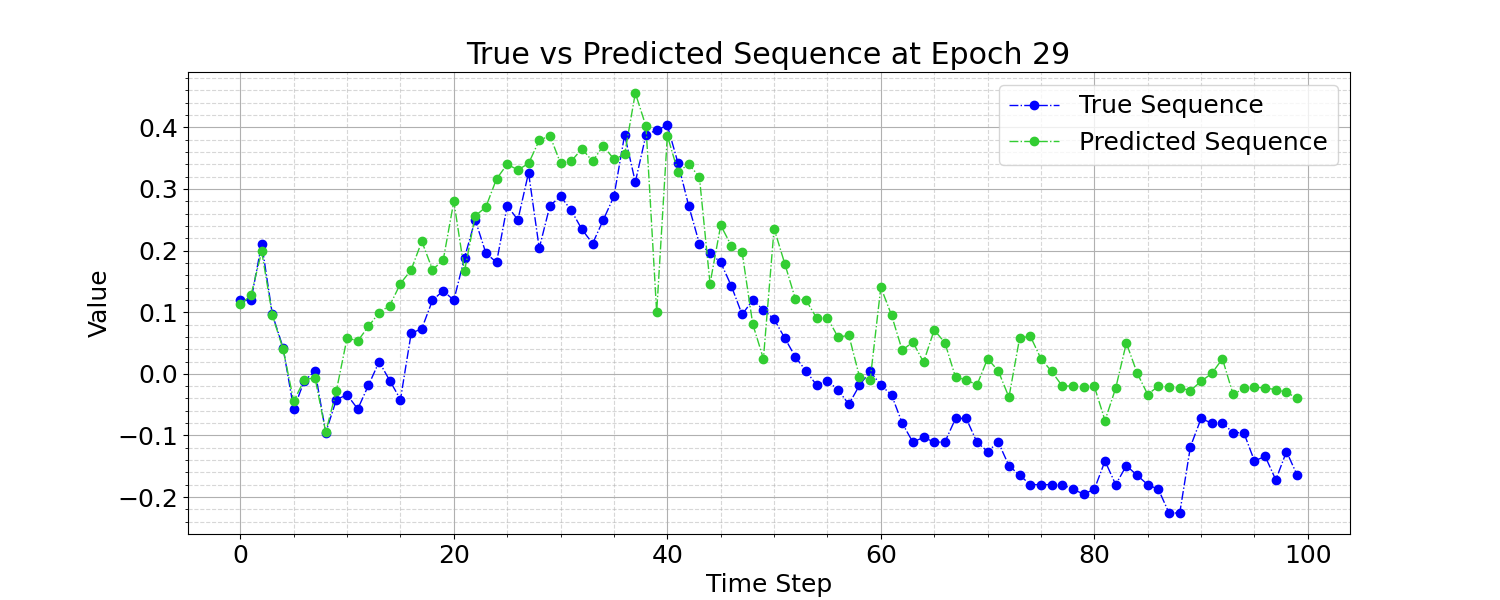 True vs Predicted Sequence at Epoch 29
True Sequence
Predicted Sequence
Value
0.4
0.3
0.2
0.1
0.0
−0.1
−0.2
0 20 40 60 80 100
Time Step